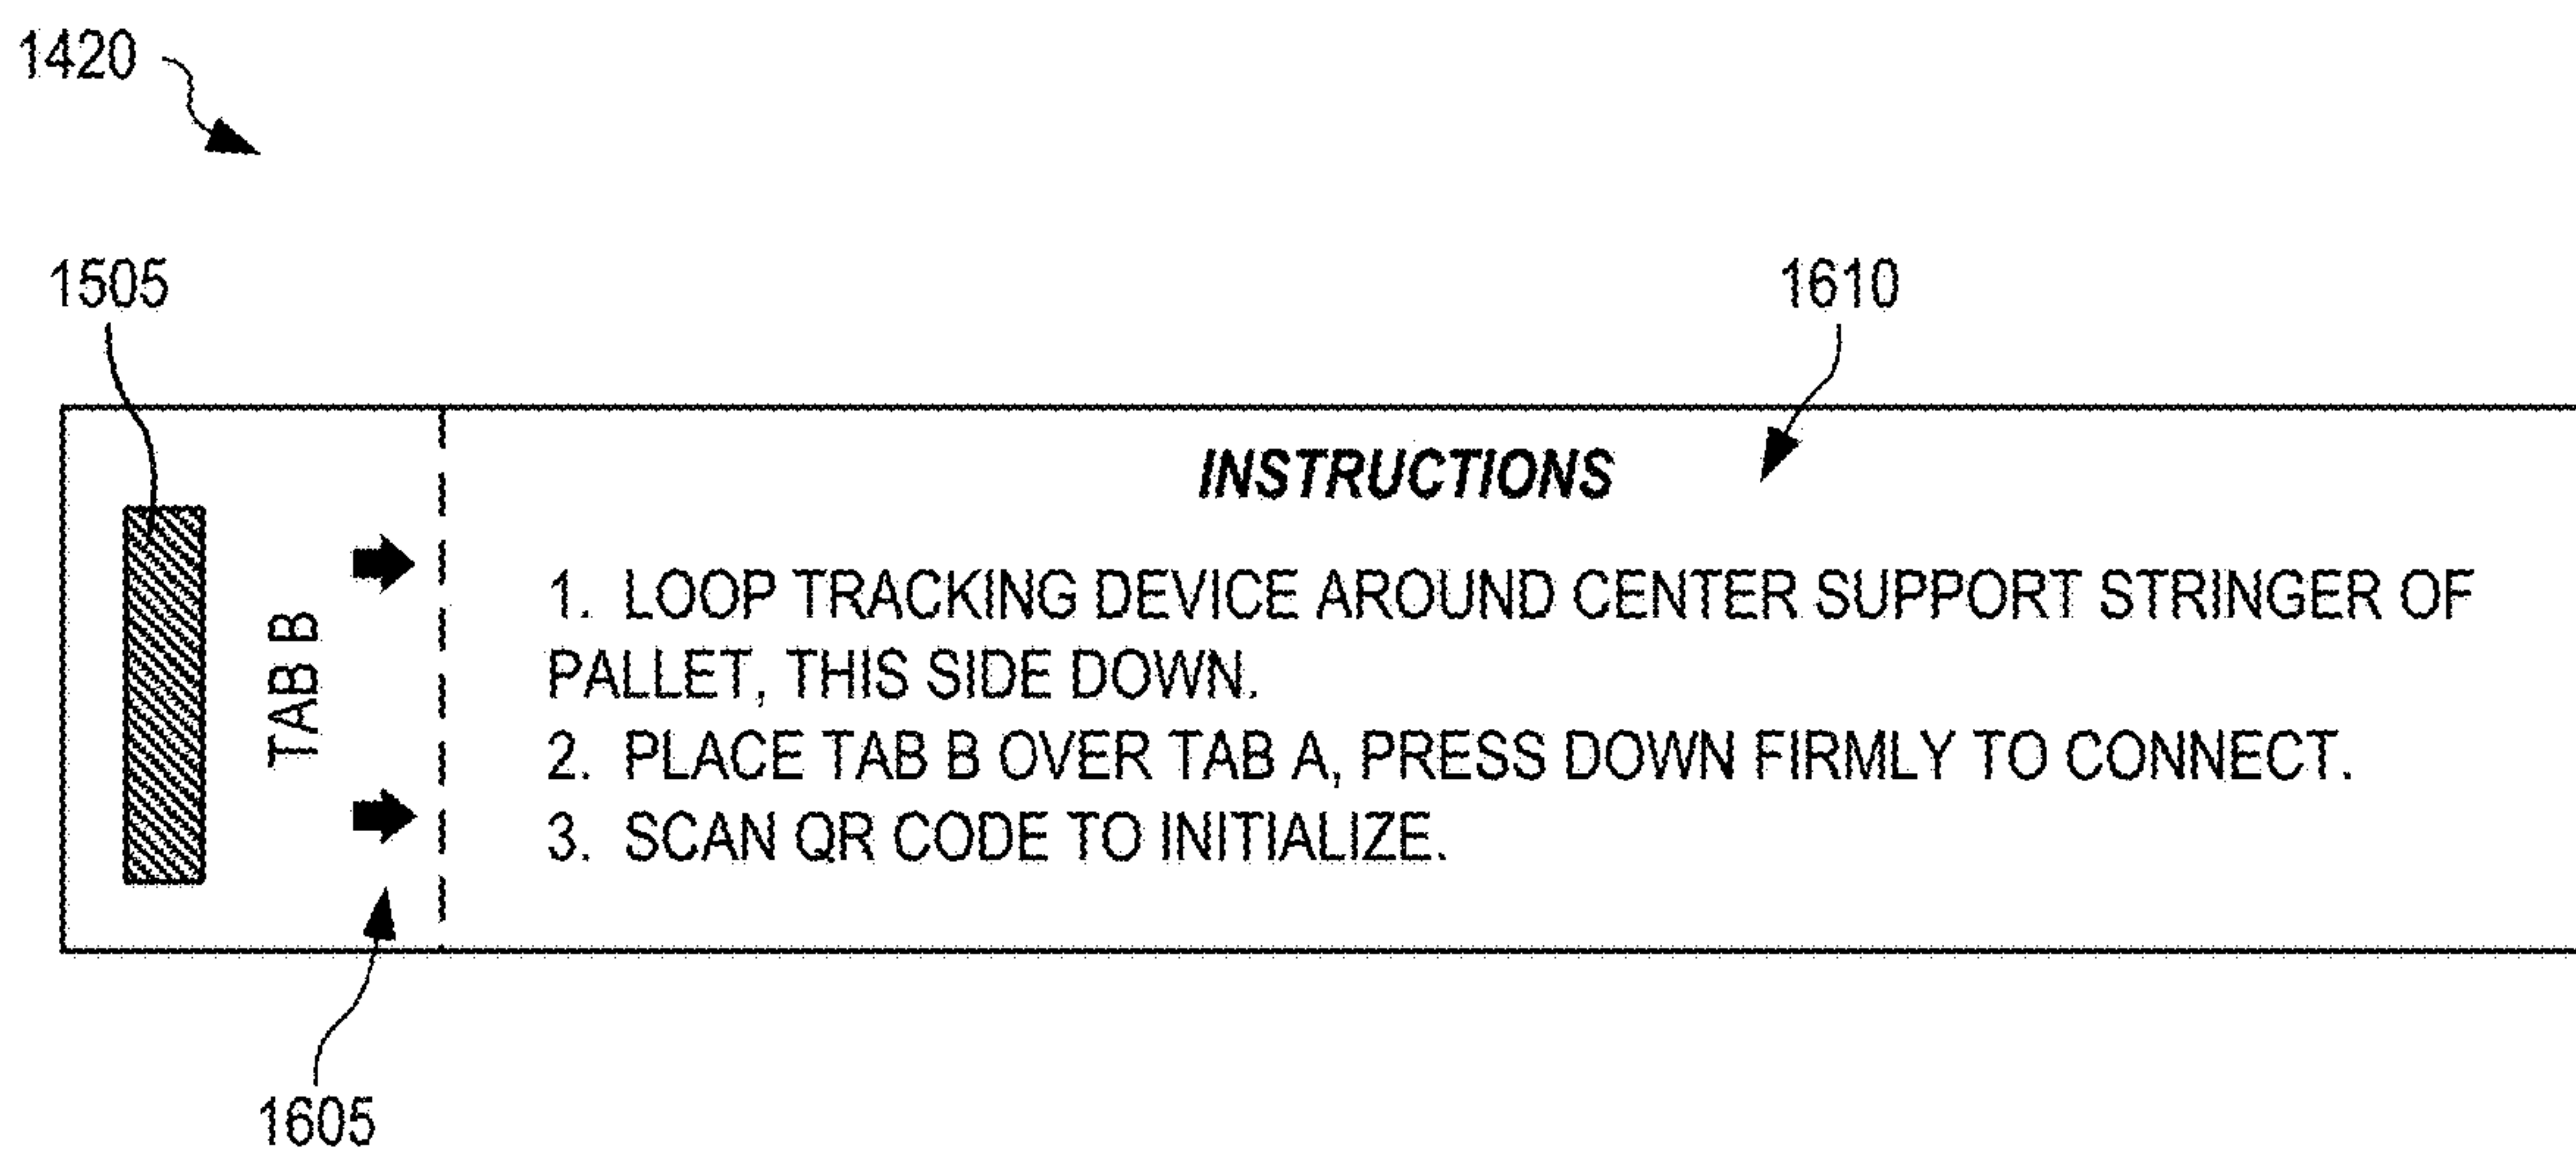 1420
1505
1610
INSTRUCTIONS
1. LOOP TRACKING DEVICE AROUND CENTER SUPPORT STRINGER OF
PALLET, THIS SIDE DOWN.
2. PLACE TAB B OVER TAB A, PRESS DOWN FIRMLY TO CONNECT.
3. SCAN QR CODE TO INITIALIZE.
TAB B
1605